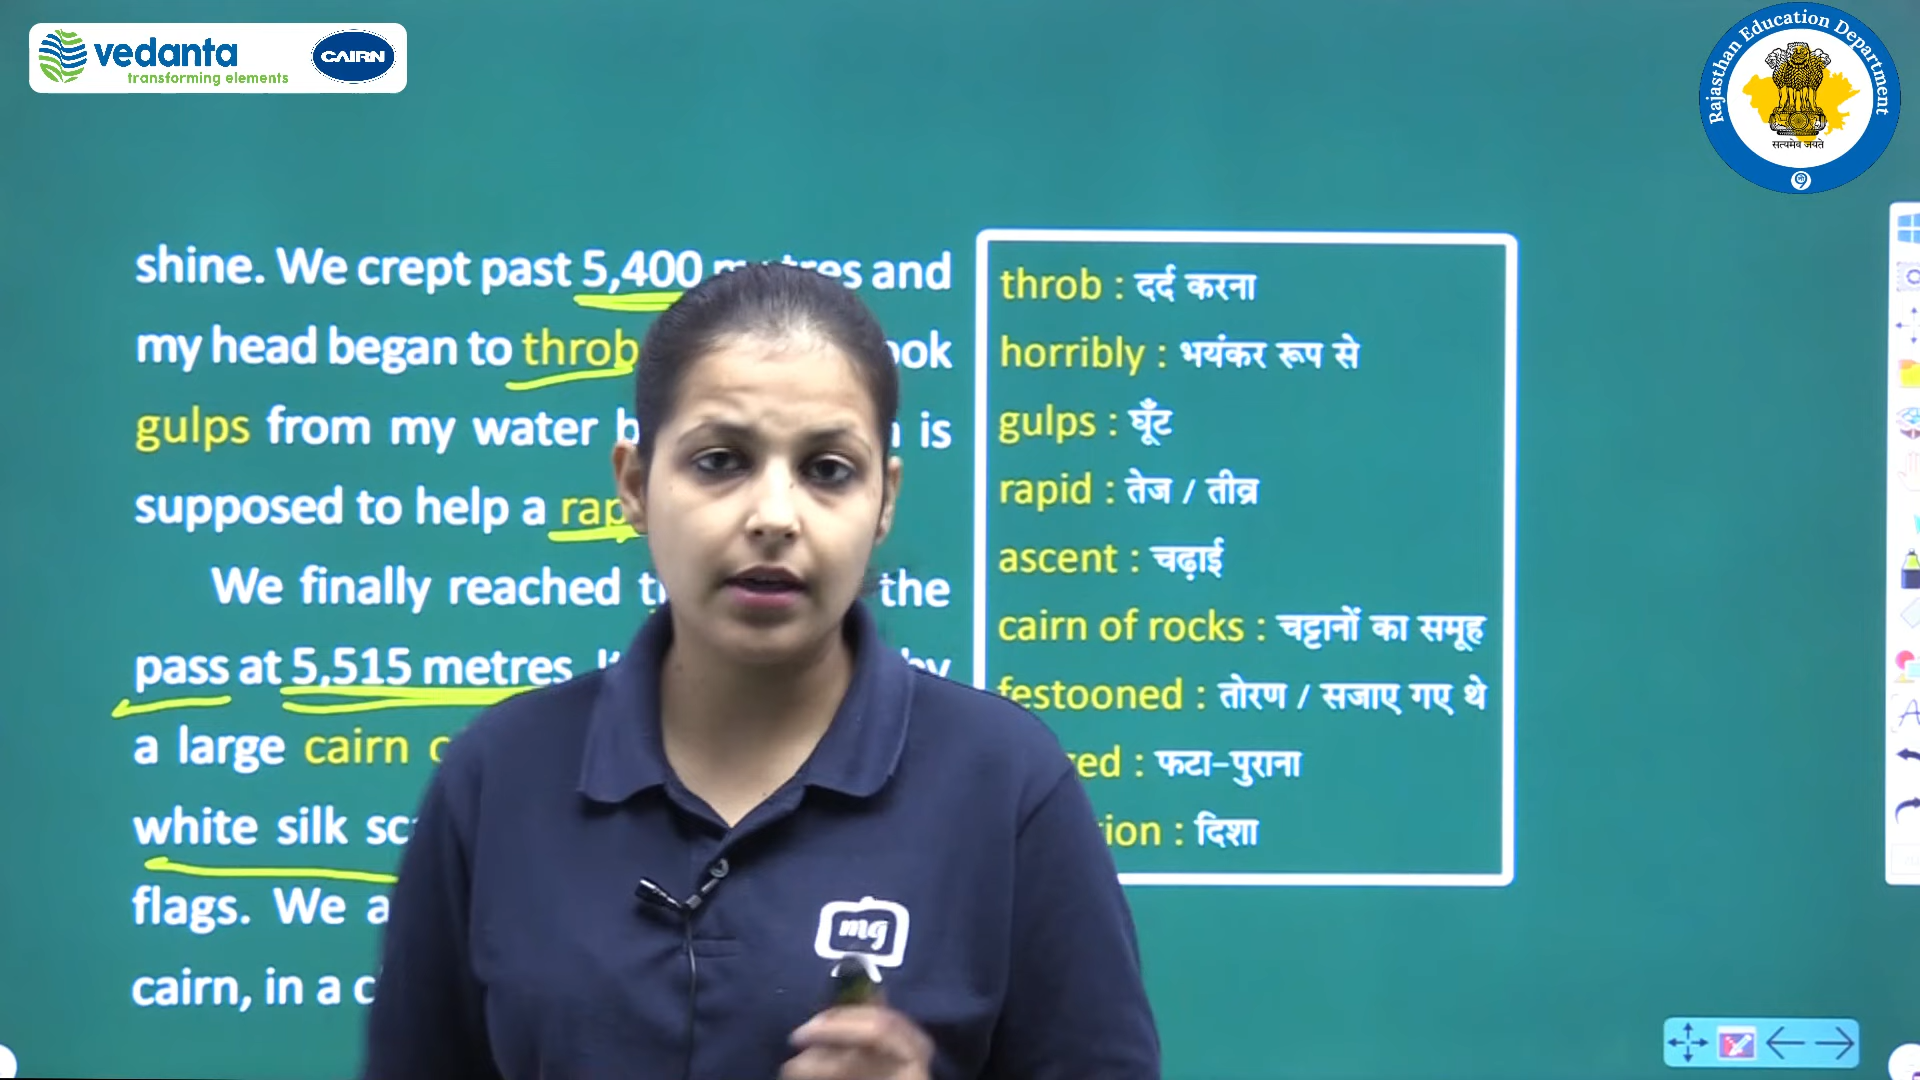 vedanta
transforming elements
CAIRN
Rajasthan Education Department
सत्यमेव जयते
shine. We crept past 5,400 metres and
my head began to throb
gulps from my water is
supposed to help a
We finally reached the
pass at 5,515 metres. by
a large cairn
white silk
flags. We
cairn, in a
throb : दर्द करना
horribly : भयंकर रूप से
gulps : घूँट
rapid : तेज / तीव्र
ascent : चढ़ाई
cairn of rocks : चट्टानों का समूह
festooned : तोरण / सजाए गए थे
: फटा-पुराना
: दिशा
mg